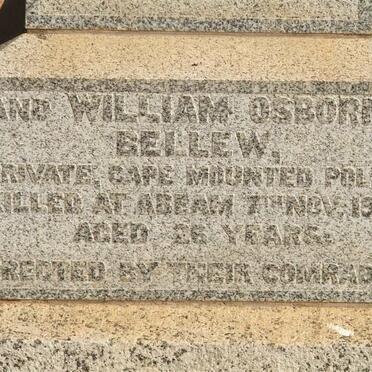 AND WILLIAM OSBORN
BELLEW,
PRIVATE, CAPE MOUNTED POL
KILLED AT ABEAM 7TH NOV. 19
AGED 26 YEARS.
ERECTED BY THEIR COMRAD